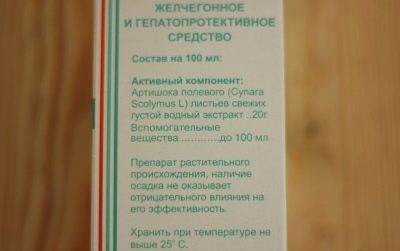 ЖЕЛЧЕГОННОЕ
И ГЕПАТОПРОТЕКТИВНОЕ
СРЕДСТВО
Состав на 100 мл:
Активный компонент:
Артишока полевого (Cynara
Scolymus L) листьев свежих
густой водный экстракт ..20г
Вспомогательные
вещества ............до 100 мл
Препарат растительного
происхождения, наличие
осадка не оказывает
отрицательного влияния на
его эффективность.
Хранить при температуре не
выше 25° С.